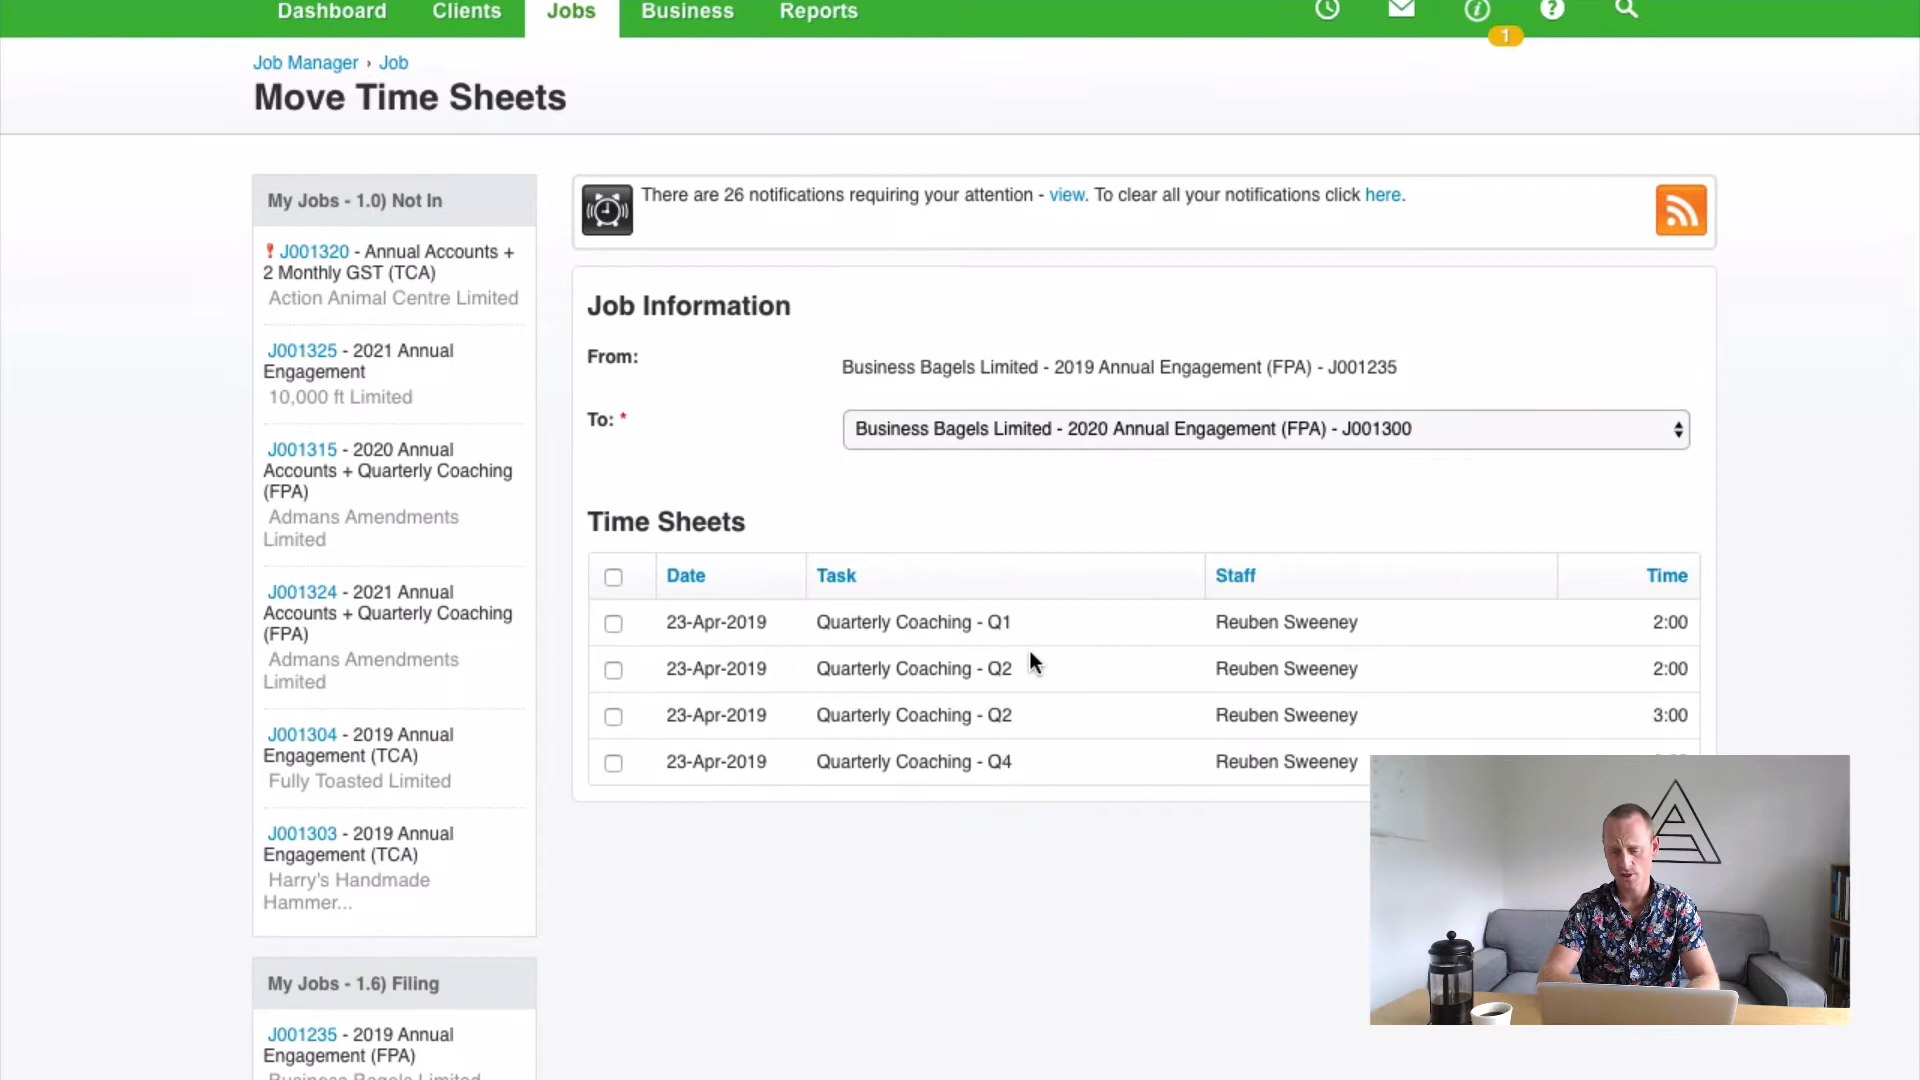 Dashboard Clients Jobs Business Reports
1
Job Manager › Job
Move Time Sheets
My Jobs - 1.0) Not In
J001320 - Annual Accounts +
2 Monthly GST (TCA)
Action Animal Centre Limited
J001325 - 2021 Annual
Engagement
10,000 ft Limited
J001315 - 2020 Annual
Accounts + Quarterly Coaching
(FPA)
Admans Amendments
Limited
J001324 - 2021 Annual
Accounts + Quarterly Coaching
(FPA)
Admans Amendments
Limited
J001304 - 2019 Annual
Engagement (TCA)
Fully Toasted Limited
J001303 - 2019 Annual
Engagement (TCA)
Harry's Handmade
Hammer...
My Jobs - 1.6) Filing
J001235 - 2019 Annual
Engagement (FPA)
Business Bagels Limited
There are 26 notifications requiring your attention - view. To clear all your notifications click here.
Job Information
From: Business Bagels Limited - 2019 Annual Engagement (FPA) - J001235
To: * Business Bagels Limited - 2020 Annual Engagement (FPA) - J001300
Time Sheets
Date Task Staff Time
23-Apr-2019 Quarterly Coaching - Q1 Reuben Sweeney 2:00
23-Apr-2019 Quarterly Coaching - Q2 Reuben Sweeney 2:00
23-Apr-2019 Quarterly Coaching - Q2 Reuben Sweeney 3:00
23-Apr-2019 Quarterly Coaching - Q4 Reuben Sweeney